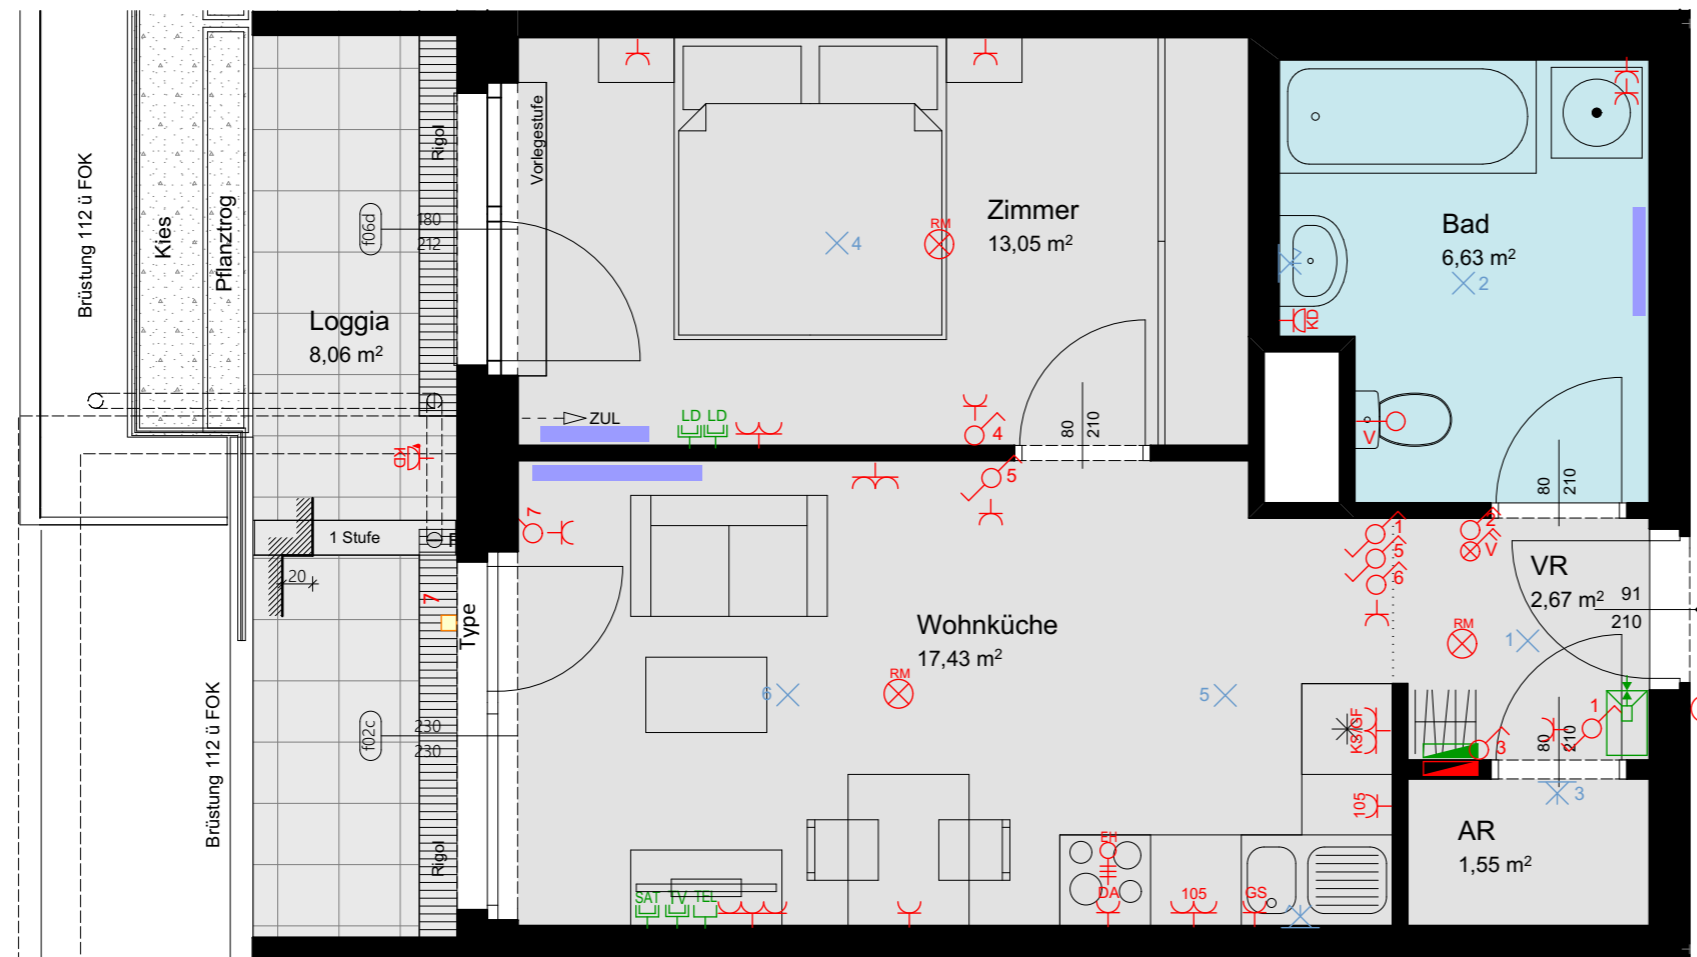 Brüstung 112 ü FOK
Kies
Pflanztrog
Loggia
8,06 m²
Rigol
Vorlegestufe
f06d
180
212
Zimmer
13,05 m²
RM
4
Bad
6,63 m²
2
KD
V
ZUL
LD
LD
4
80
210
80
210
KD
7
5
1
5
6
2
V
1 Stufe
20
7
Type
Wohnküche
17,43 m²
RM
6
5
VR
2,67 m²
91
210
RM
1
Brüstung 112 ü FOK
f02c
230
230
Rigol
KS/GF
105
3
1
80
210
3
AR
1,55 m²
SAT
TV
TEL
EH
DA
105
GS